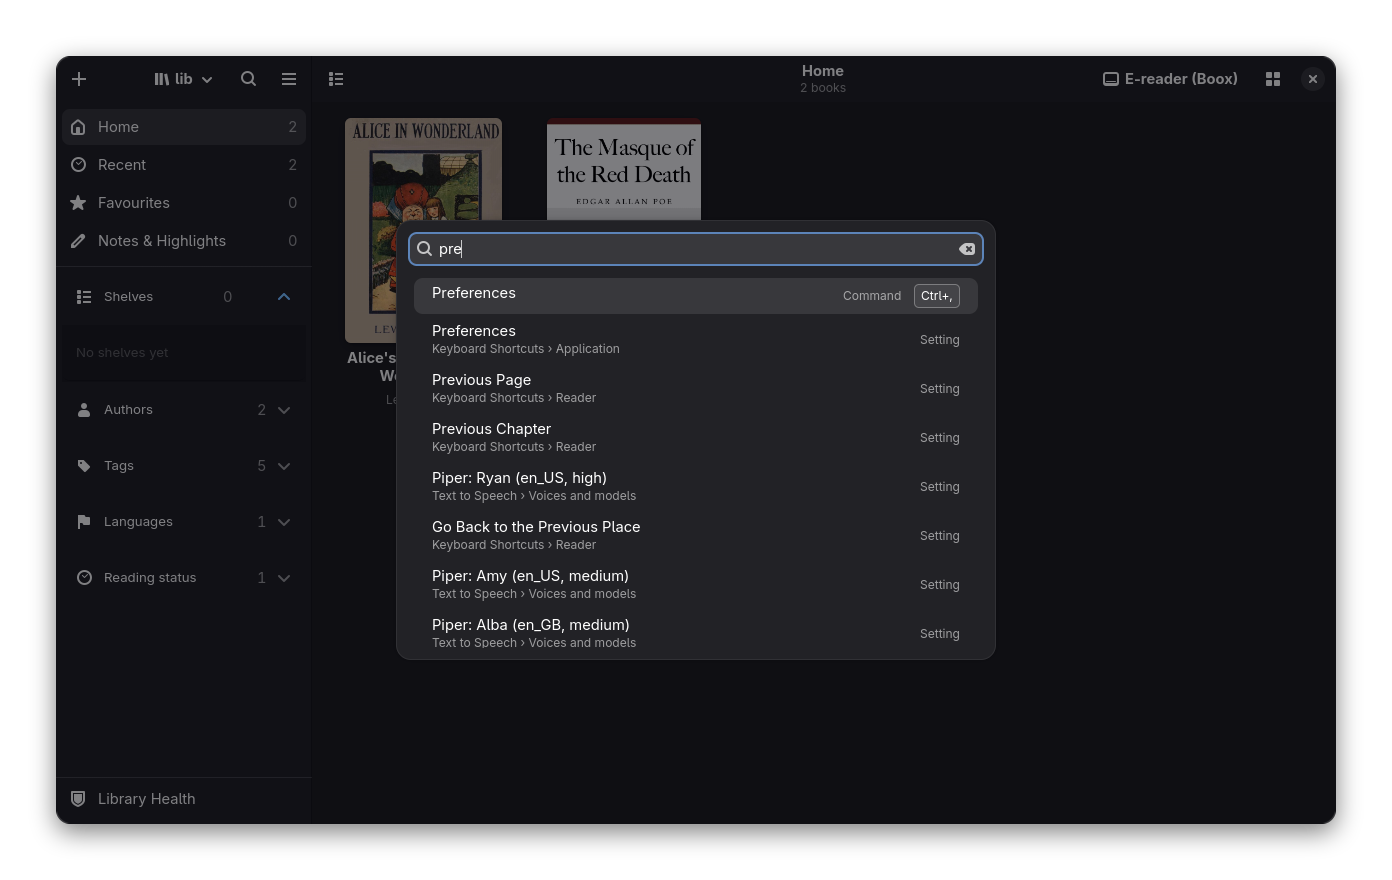 lib
Home
2 books
E-reader (Boox)
Home 2
Recent 2
Favourites 0
Notes & Highlights 0
Shelves 0
No shelves yet
Authors 2
Tags 5
Languages 1
Reading status 1
Library Health
ALICE IN WONDERLAND
LEW
Alice's
Le
The Masque of
the Red Death
EDGAR ALLAN POE
pre
Preferences Command Ctrl+,
Preferences
Keyboard Shortcuts › Application Setting
Previous Page
Keyboard Shortcuts › Reader Setting
Previous Chapter
Keyboard Shortcuts › Reader Setting
Piper: Ryan (en_US, high)
Text to Speech › Voices and models Setting
Go Back to the Previous Place
Keyboard Shortcuts › Reader Setting
Piper: Amy (en_US, medium)
Text to Speech › Voices and models Setting
Piper: Alba (en_GB, medium)
Text to Speech › Voices and models Setting